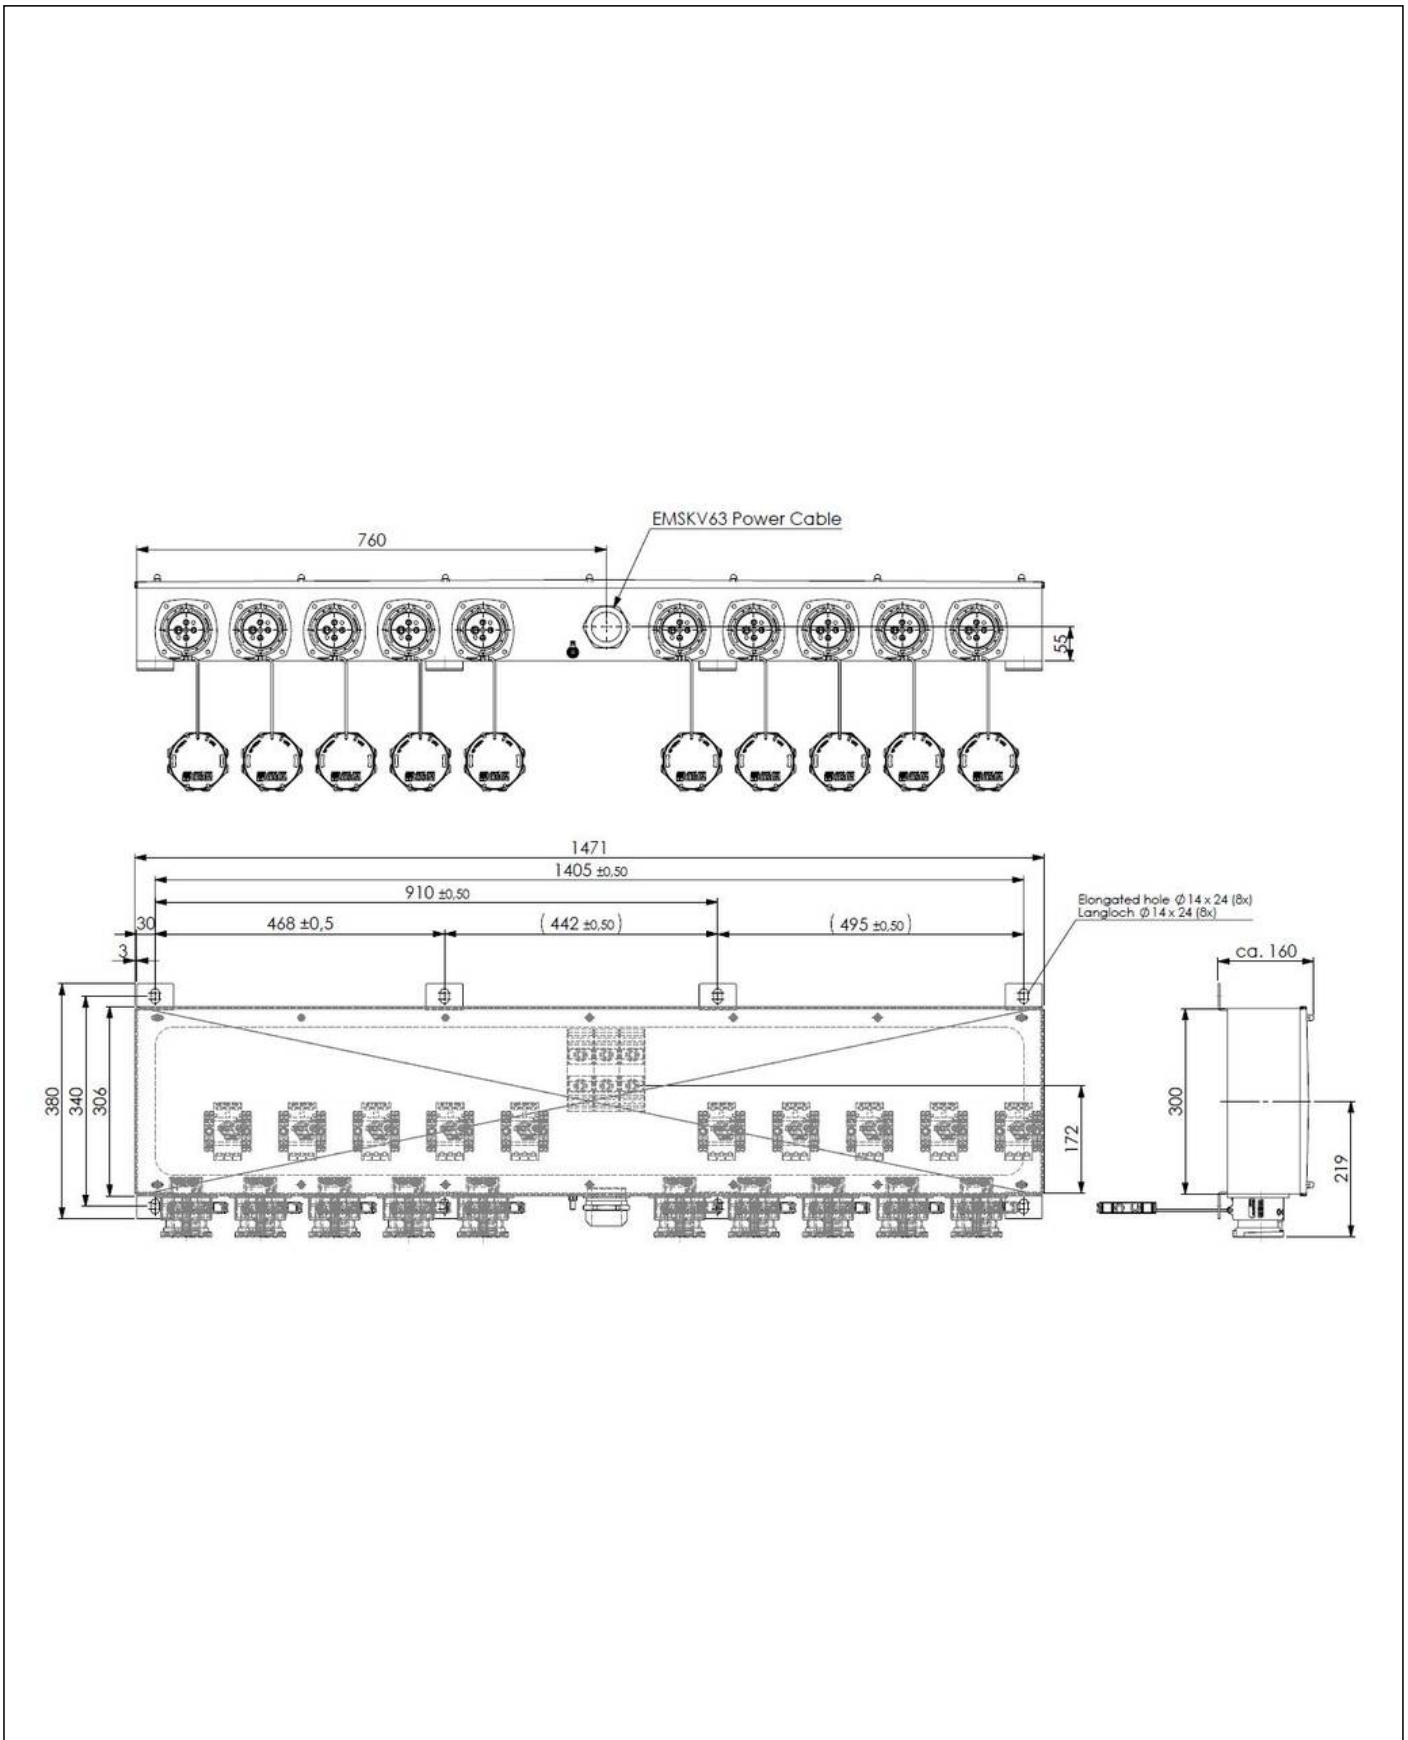 EMSKV63 Power Cable
760
55
1471
1405 ±0,50
910 ±0,50
30
468 ±0,5
( 442 ±0,50 )
( 495 ±0,50 )
3
Elongated hole Ø 14 x 24 (8x)
Langloch Ø 14 x 24 (8x)
ca. 160
380
340
306
172
300
219